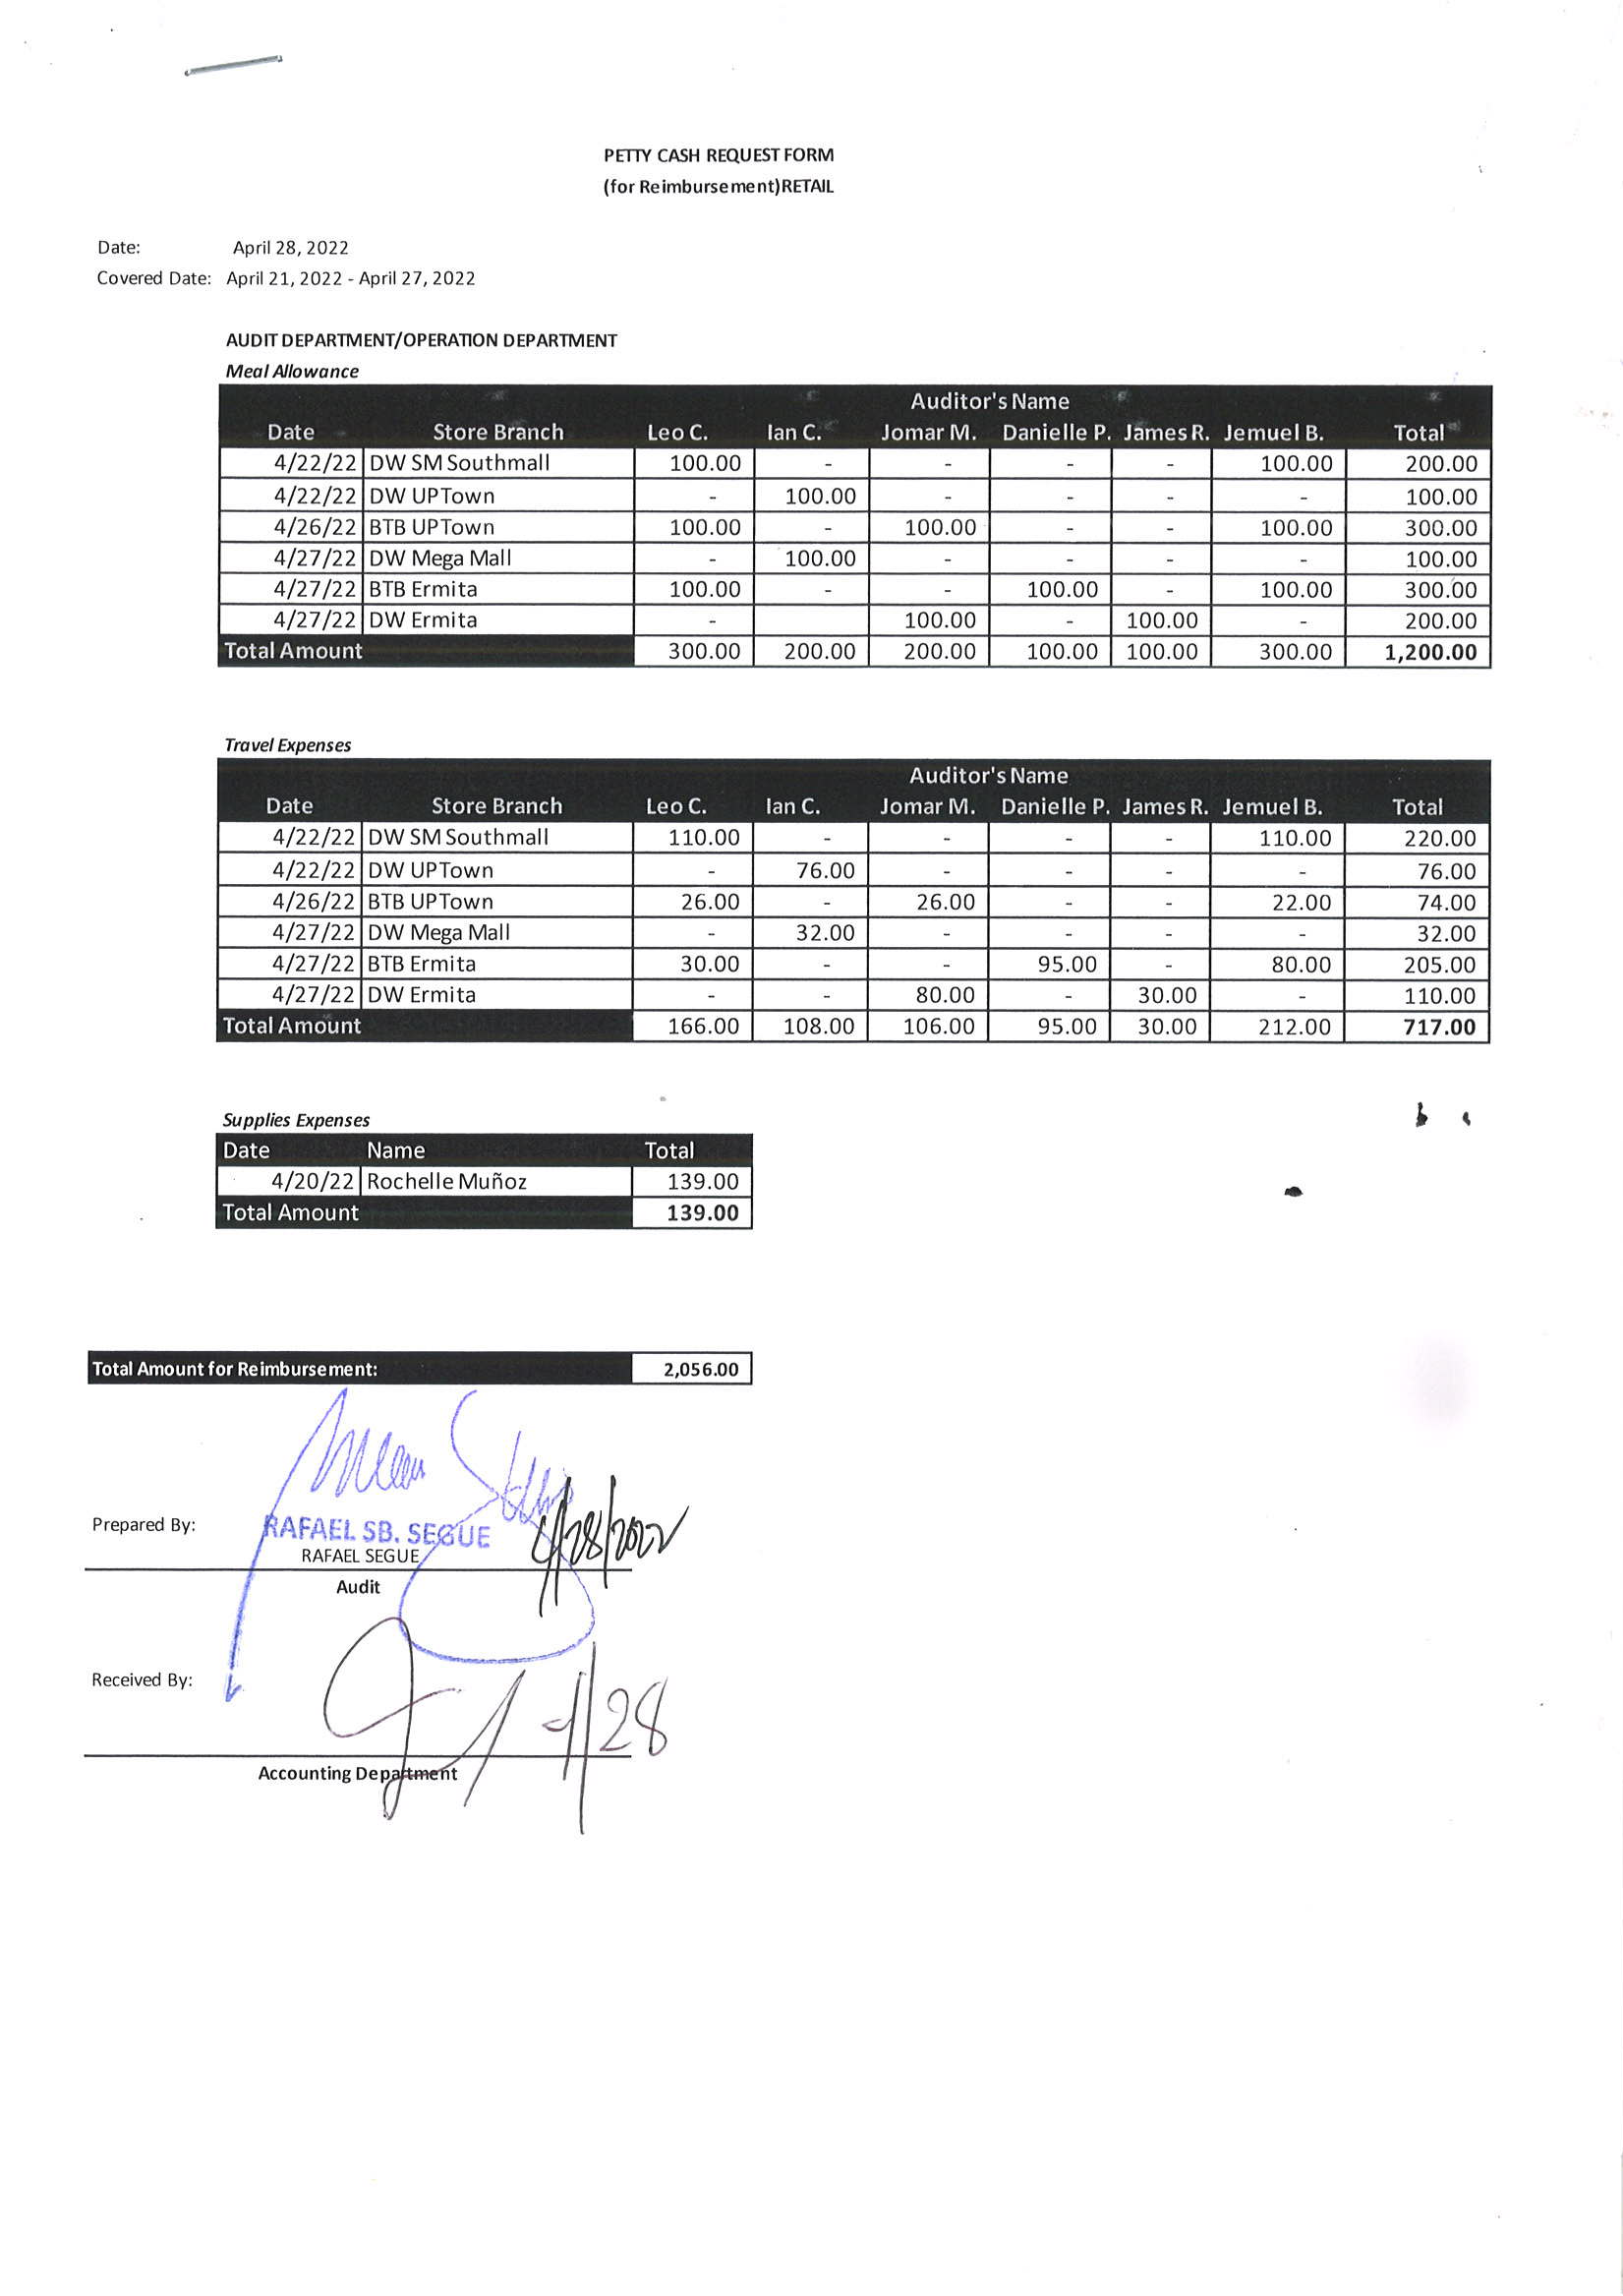 PETTY CASH REQUEST FORM
(for Reimbursement)RETAIL
Date: April 28, 2022
Covered Date: April 21, 2022 - April 27, 2022
AUDIT DEPARTMENT/OPERATION DEPARTMENT
Meal Allowance
Auditor's Name
Date Store Branch Leo C. Ian C. Jomar M. Danielle P. James R. Jemuel B. Total
4/22/22 DW SM Southmall 100.00 - - - - 100.00 200.00
4/22/22 DW UPTown - 100.00 - - - - 100.00
4/26/22 BTB UPTown 100.00 - 100.00 - - 100.00 300.00
4/27/22 DW Mega Mall - 100.00 - - - - 100.00
4/27/22 BTB Ermita 100.00 - - 100.00 - 100.00 300.00
4/27/22 DW Ermita - 100.00 - 100.00 - 200.00
Total Amount 300.00 200.00 200.00 100.00 100.00 300.00 1,200.00
Travel Expenses
Auditor's Name
Date Store Branch Leo C. Ian C. Jomar M. Danielle P. James R. Jemuel B. Total
4/22/22 DW SM Southmall 110.00 - - - - 110.00 220.00
4/22/22 DW UPTown - 76.00 - - - - 76.00
4/26/22 BTB UPTown 26.00 - 26.00 - - 22.00 74.00
4/27/22 DW Mega Mall - 32.00 - - - - 32.00
4/27/22 BTB Ermita 30.00 - - 95.00 - 80.00 205.00
4/27/22 DW Ermita - - 80.00 - 30.00 - 110.00
Total Amount 166.00 108.00 106.00 95.00 30.00 212.00 717.00
Supplies Expenses
Date Name Total
4/20/22 Rochelle Muñoz 139.00
Total Amount 139.00
Total Amount for Reimbursement: 2,056.00
Prepared By: RAFAEL SB. SEGUE 4/28/2022
RAFAEL SEGUE
Audit
Received By: 4/28
Accounting Department